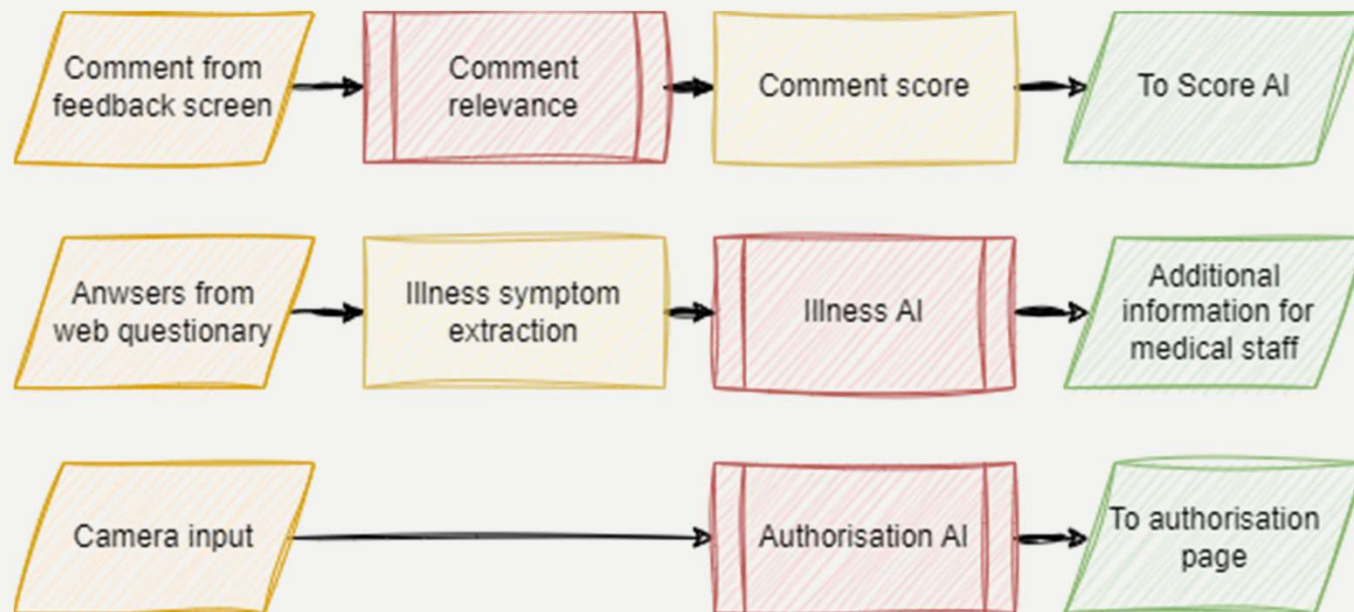 Comment from
feedback screen
Comment
relevance
Comment score
To Score AI
Anwsers from
web questionary
Illness symptom
extraction
Illness AI
Additional
information for
medical staff
Camera input
Authorisation AI
To authorisation
page